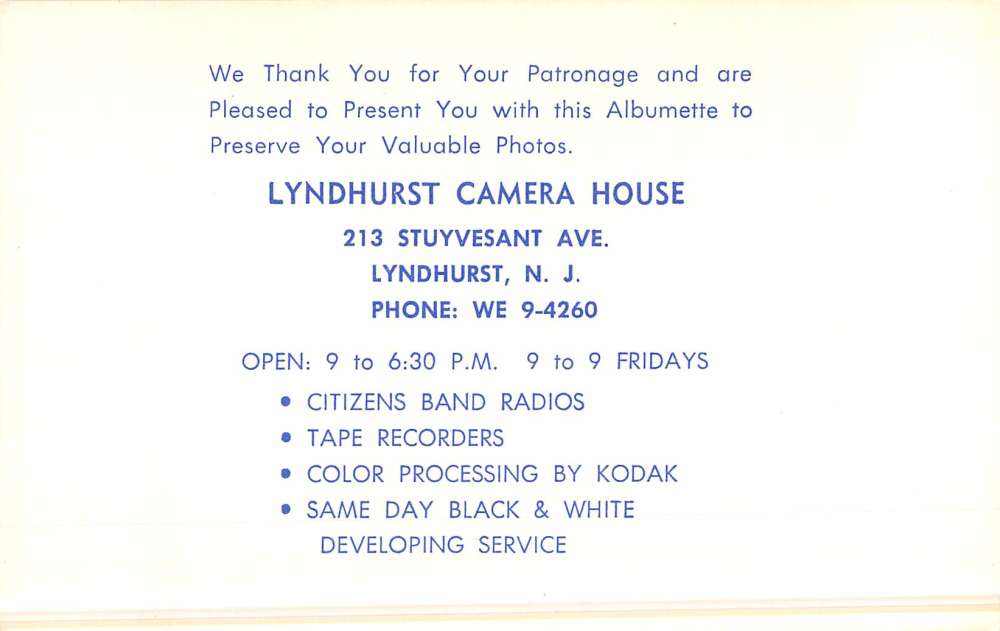 We Thank You for Your Patronage and are
Pleased to Present You with this Albumette to
Preserve Your Valuable Photos.
LYNDHURST CAMERA HOUSE
213 STUYVESANT AVE.
LYNDHURST, N. J.
PHONE: WE 9-4260
OPEN: 9 to 6:30 P.M. 9 to 9 FRIDAYS
• CITIZENS BAND RADIOS
• TAPE RECORDERS
• COLOR PROCESSING BY KODAK
• SAME DAY BLACK & WHITE
DEVELOPING SERVICE